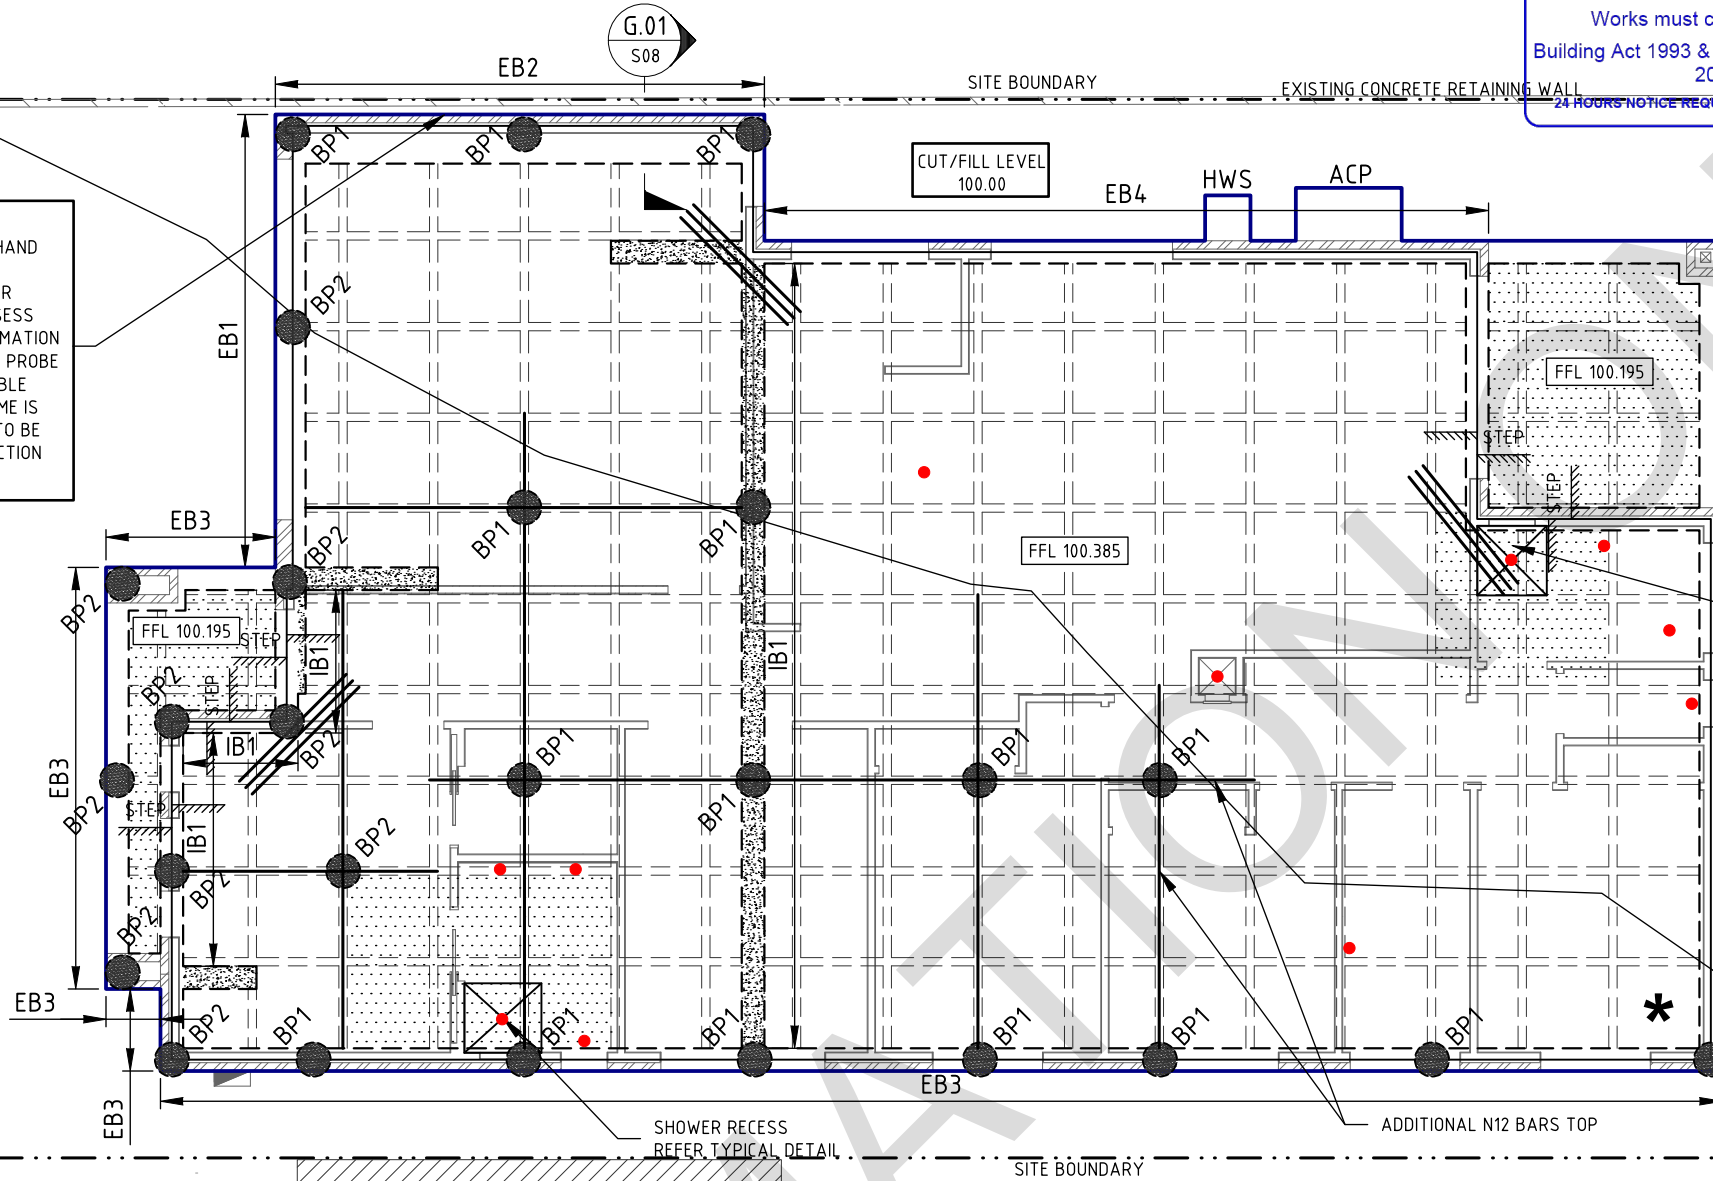 G.01
S08
EB2
SITE BOUNDARY
EXISTING CONCRETE RETAINING WALL
Works must c
Building Act 1993 &
20
24 HOURS NOTICE REQU
BP1
BP1
BP1
CUT/FILL LEVEL
100.00
EB4
HWS
ACP
HAND
R
SESS
MATION
PROBE
BLE
ME IS
TO BE
CTION
EB1
BP2
FFL 100.195
STEP
STEP
EB3
BP2
BP1
BP1
FFL 100.385
BP2
FFL 100.195
STEP
IB1
IB1
BP2
STEP
IB1
BP2
EB3
BP2
STEP
IB1
BP1
BP1
BP1
BP1
BP2
BP2
BP2
EB3
BP2
BP1
BP1
BP1
BP1
BP1
BP1
*
EB3
EB3
SHOWER RECESS
REFER TYPICAL DETAIL
ADDITIONAL N12 BARS TOP
SITE BOUNDARY
MATION ON